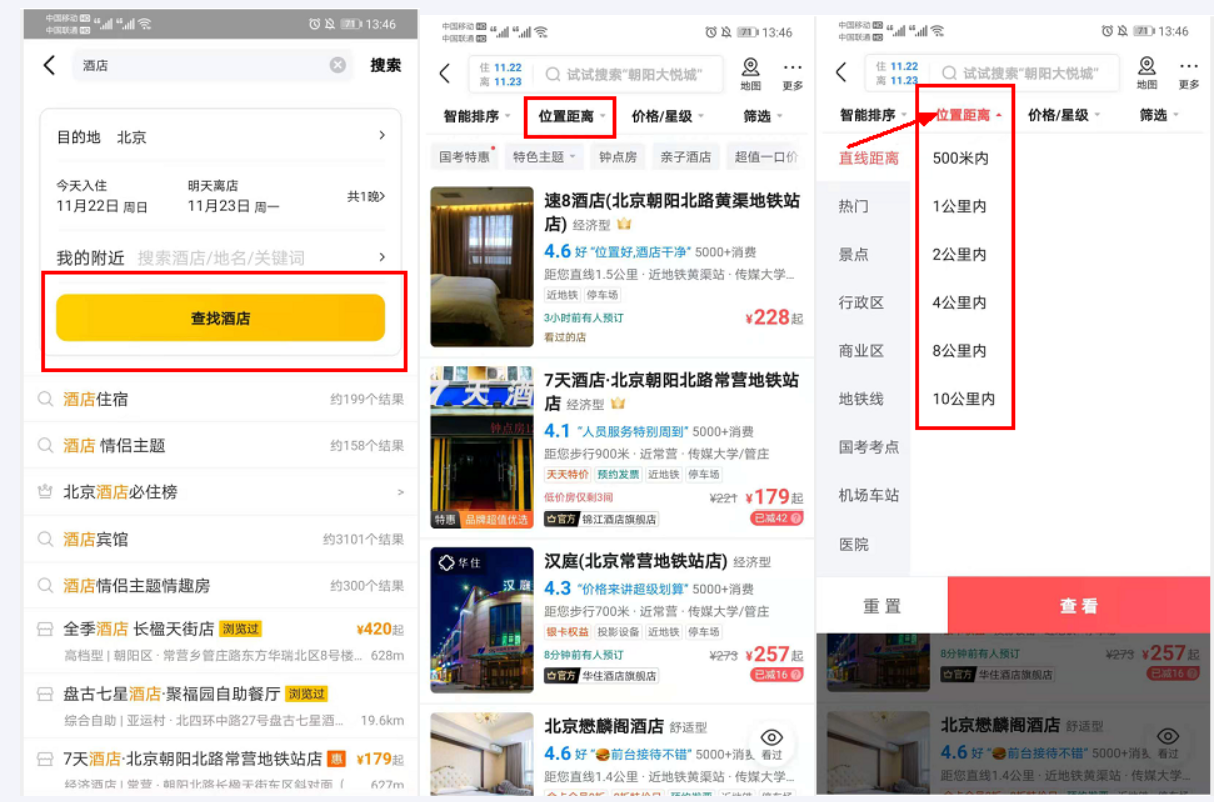 中国移动 HD
中国联通 HD
71 13:46
酒店
搜索
目的地 北京
今天入住
明天离店
11月22日 周日
11月23日 周一
共1晚
我的附近 搜索酒店/地名/关键词
查找酒店
酒店住宿
约199个结果
酒店 情侣主题
约158个结果
北京酒店必住榜
酒店宾馆
约3101个结果
酒店情侣主题情趣房
约300个结果
全季酒店 长楹天街店 浏览过
¥420起
高档型 | 朝阳区 · 常营乡管庄路东方华瑞北区8号楼... 628m
盘古七星酒店·聚福园自助餐厅 浏览过
综合自助 | 亚运村 · 北四环中路27号盘古七星酒... 19.6km
7天酒店·北京朝阳北路常营地铁站店 惠
¥179起
经济酒店 | 常营 · 朝阳北路长楹天街东区斜对面 ( 627m
中国移动 HD
中国联通 HD
71 13:46
住 11.22
离 11.23
试试搜索"朝阳大悦城"
地图
更多
智能排序
位置距离
价格/星级
筛选
国考特惠
特色主题
钟点房
亲子酒店
超值一口价
速8酒店(北京朝阳北路黄渠地铁站
店) 经济型
4.6 好 "位置好,酒店干净" 5000+消费
距您直线1.5公里 · 近地铁黄渠站 · 传媒大学...
近地铁 停车场
3小时前有人预订
¥228起
看过的店
7天酒
钟点房
特惠 品牌超值优选
7天酒店·北京朝阳北路常营地铁站
店 经济型
4.1 "人员服务特别周到" 5000+消费
距您步行900米 · 近常营 · 传媒大学/管庄
天天特价 预约发票 近地铁 停车场
低价房仅剩3间
¥221 ¥179起
官方 锦江酒店旗舰店
已减42
华住
汉庭
汉庭(北京常营地铁站店) 经济型
4.3 "价格来讲超级划算" 5000+消费
距您步行700米 · 近常营 · 传媒大学/管庄
银卡权益 投影设备 近地铁 停车场
8分钟前有人预订
¥273 ¥257起
官方 华住酒店旗舰店
已减16
北京懋麟阁酒店 舒适型
4.6 好 "前台接待不错" 5000+消
看过
距您直线1.4公里 · 近地铁黄渠站 · 传媒大...
中国移动 HD
中国联通 HD
71 13:46
住 11.22
离 11.23
试试搜索"朝阳大悦城"
地图
更多
智能排序
位置距离
价格/星级
筛选
直线距离
500米内
热门
1公里内
景点
2公里内
行政区
4公里内
商业区
8公里内
地铁线
10公里内
国考考点
机场车站
医院
重置
查看
8分钟前有人预订
¥273 ¥257起
官方 华住酒店旗舰店
已减16
北京懋麟阁酒店 舒适型
4.6 好 "前台接待不错" 5000+消
看过
距您直线1.4公里 · 近地铁黄渠站 · 传媒大...